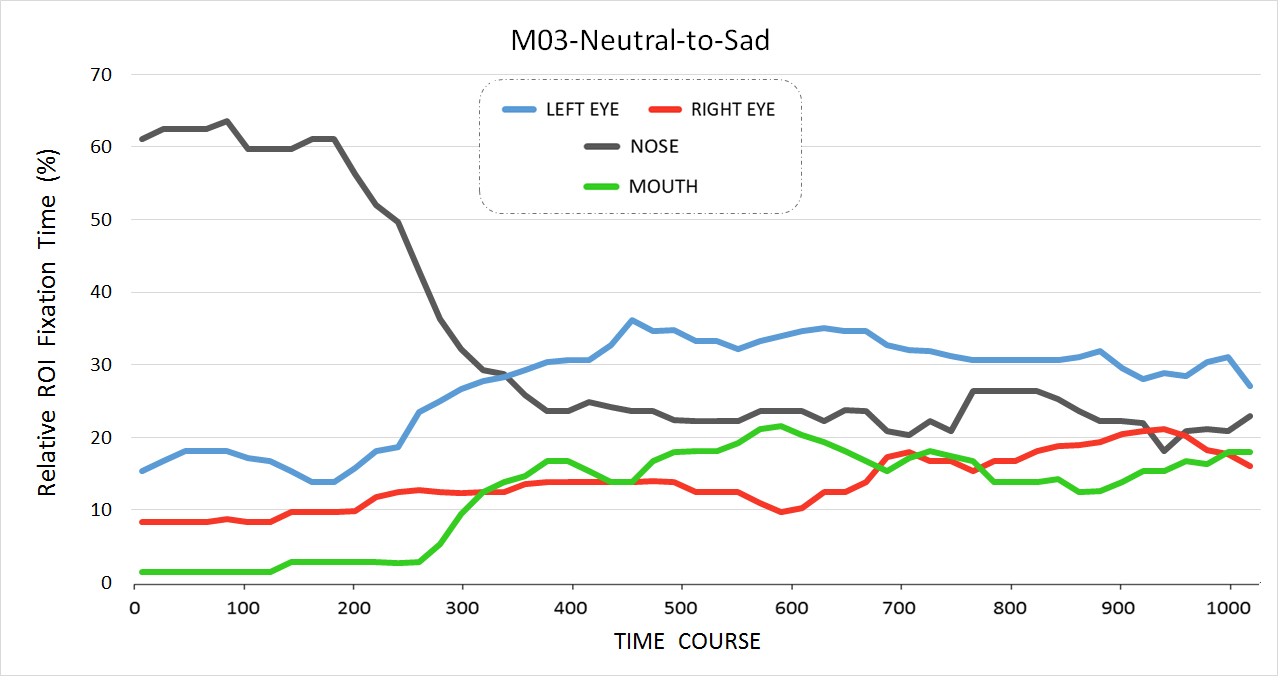 M03-Neutral-to-Sad
LEFT EYE RIGHT EYE
NOSE
MOUTH
Relative ROI Fixation Time (%)
70
60
50
40
30
20
10
0
0 100 200 300 400 500 600 700 800 900 1000
TIME COURSE